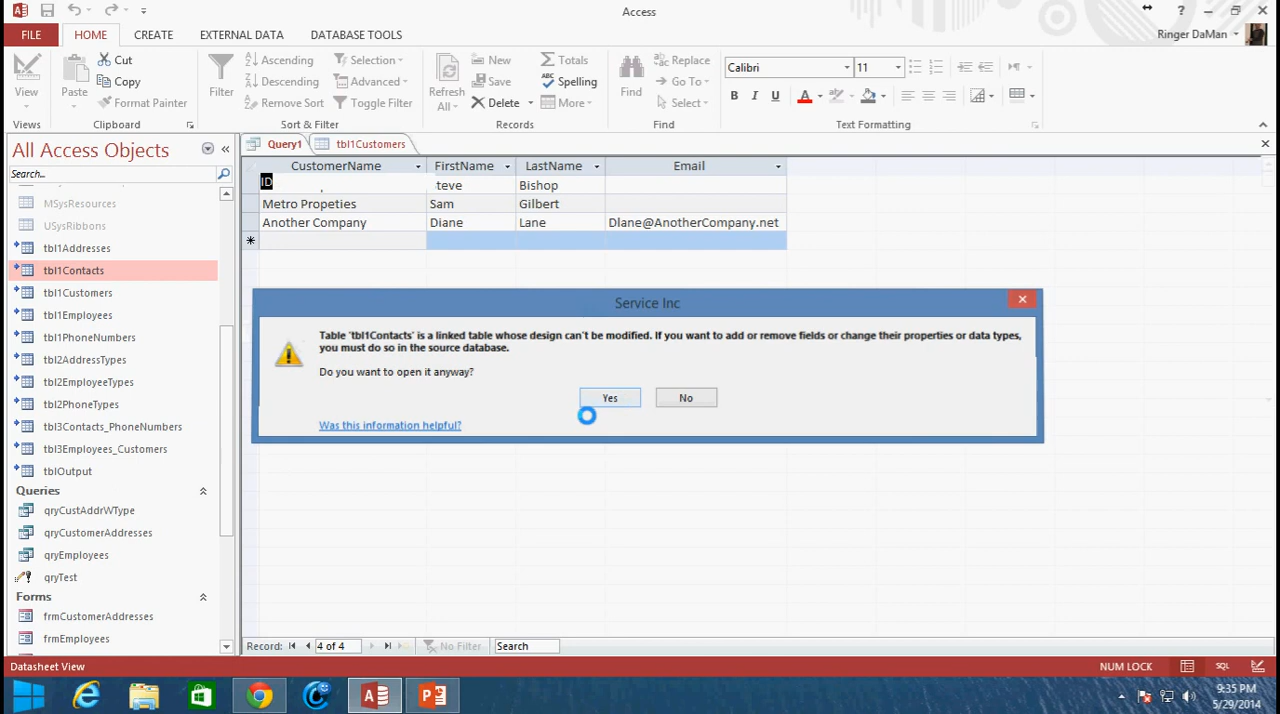 Access
?
FILE
HOME
CREATE
EXTERNAL DATA
DATABASE TOOLS
Ringer DaMan
View
Paste
Cut
Copy
Format Painter
Filter
Ascending
Descending
Remove Sort
Selection
Advanced
Toggle Filter
Refresh
All
New
Save
Delete
Totals
Spelling
More
Find
Replace
Go To
Select
Calibri
11
B
I
U
A
Views
Clipboard
Sort & Filter
Records
Find
Text Formatting
All Access Objects
Search...
MSysResources
USysRibbons
tbl1Addresses
tbl1Contacts
tbl1Customers
tbl1Employees
tbl1PhoneNumbers
tbl2AddressTypes
tbl2EmployeeTypes
tbl2PhoneTypes
tbl3Contacts_PhoneNumbers
tbl3Employees_Customers
tblOutput
Queries
qryCustAddrWType
qryCustomerAddresses
qryEmployees
qryTest
Forms
frmCustomerAddresses
frmEmployees
Query1
tbl1Customers
CustomerName FirstName LastName Email
ID teve Bishop
Metro Propeties Sam Gilbert
Another Company Diane Lane Dlane@AnotherCompany.net
Service Inc
Table 'tbl1Contacts' is a linked table whose design can't be modified. If you want to add or remove fields or change their properties or data types,
you must do so in the source database.
Do you want to open it anyway?
Yes
No
Was this information helpful?
Record: 4 of 4 No Filter Search
Datasheet View
NUM LOCK
SQL
9:35 PM
5/29/2014